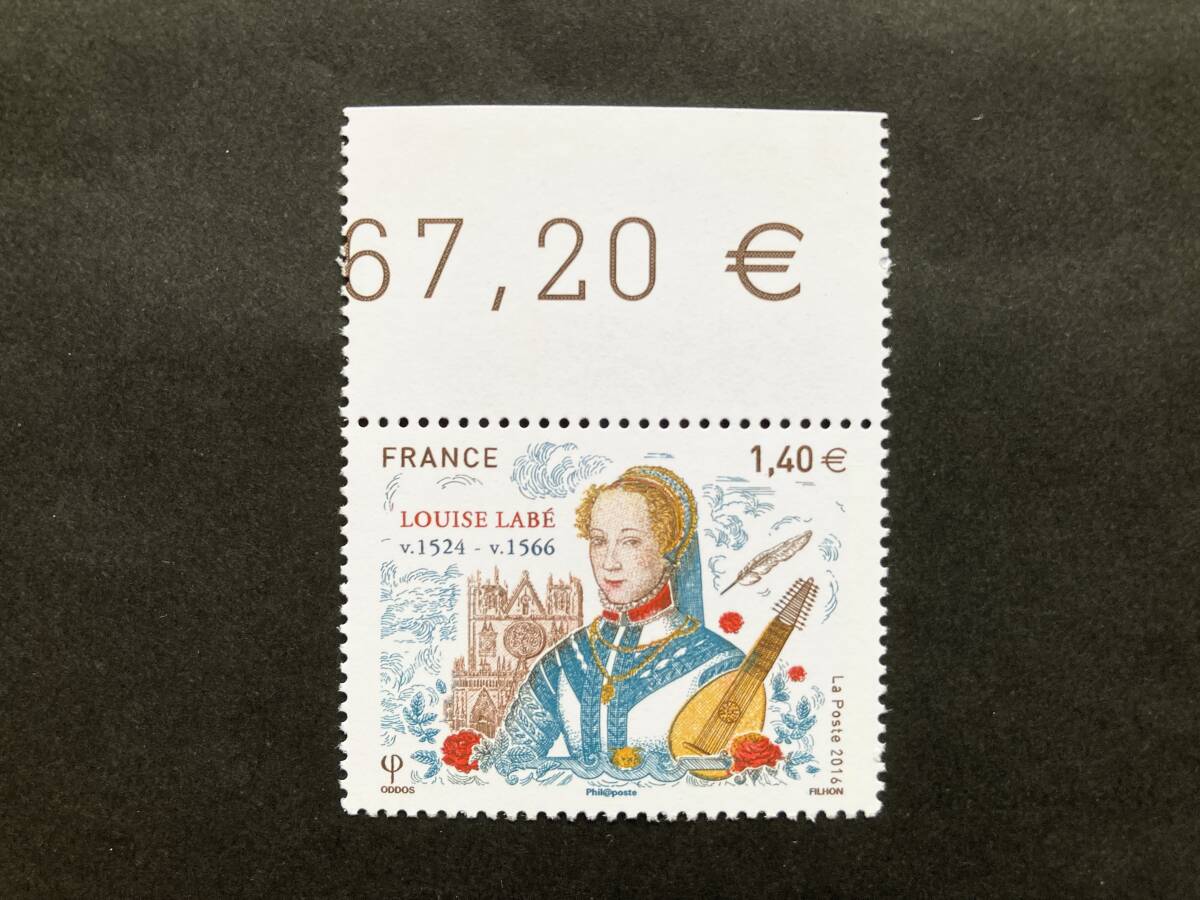 67,20 €
FRANCE 1,40 €
LOUISE LABÉ
v.1524 - v.1566
La Poste 2016
φ
ODDOS Phil@poste FILHON